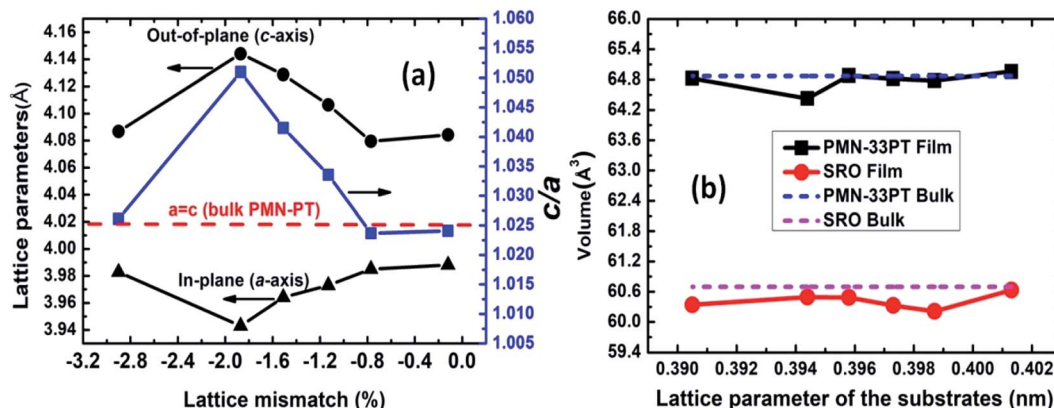 (a)
Out-of-plane (c-axis)
a=c (bulk PMN-PT)
In-plane (a-axis)
Lattice parameters(Å)
4.16
4.14
4.12
4.10
4.08
4.06
4.04
4.02
4.00
3.98
3.96
3.94
-3.2 -2.8 -2.4 -2.0 -1.6 -1.2 -0.8 -0.4 0.0
Lattice mismatch (%)
1.060
1.055
1.050
1.045
1.040
1.035
1.030
1.025
1.020
1.015
1.010
1.005
c/a
(b)
Volume(Å³)
66.0
65.4
64.8
64.2
63.6
63.0
62.4
61.8
61.2
60.6
60.0
59.4
PMN-33PT Film
SRO Film
PMN-33PT Bulk
SRO Bulk
0.390 0.392 0.394 0.396 0.398 0.400 0.402
Lattice parameter of the substrates (nm)